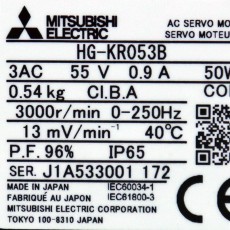 MITSUBISHI
ELECTRIC
AC SERVO MO
SERVO MOTEU
HG-KR053B
3AC 55 V 0.9 A 50W
0.54 kg Cl.B A CO
3000r/min 0-250Hz
13 mV/min⁻¹ 40°C
P.F. 96% IP65
SER. J1A533001 172
MADE IN JAPAN IEC60034-1
FABRIQUÉ AU JAPON IEC61800-3
MITSUBISHI ELECTRIC CORPORATION
TOKYO 100-8310 JAPAN